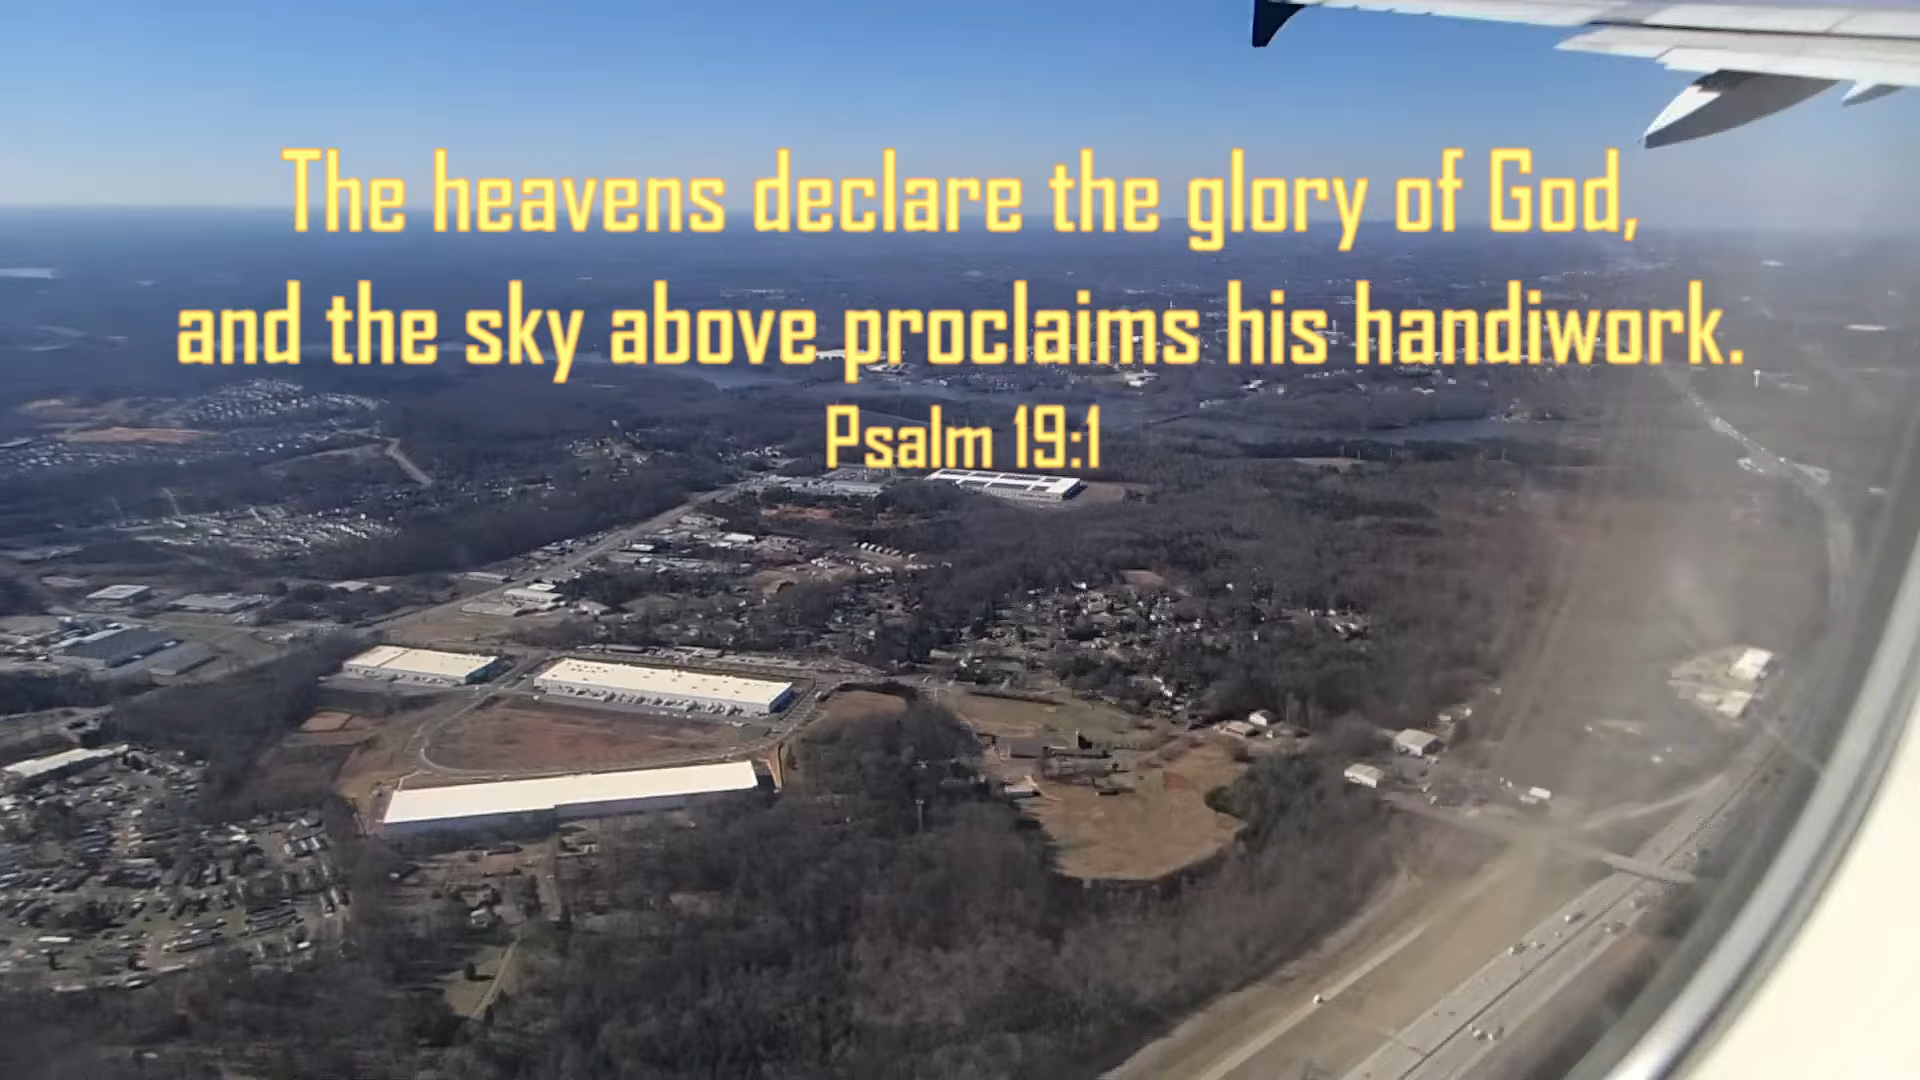 The heavens declare the glory of God,
and the sky above proclaims his handiwork.
Psalm 19:1